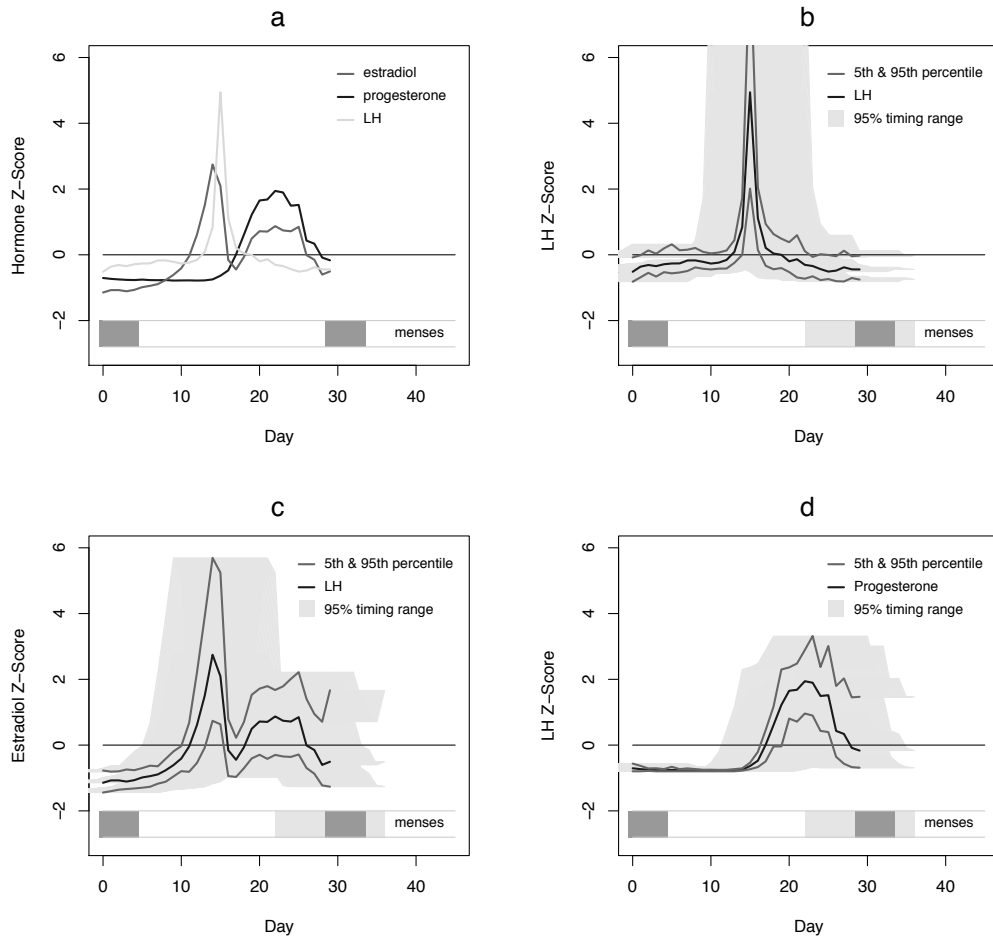 a
Hormone Z−Score
6
4
2
0
−2
estradiol
progesterone
LH
menses
0 10 20 30 40
Day
b
LH Z−Score
6
4
2
0
−2
5th & 95th percentile
LH
95% timing range
menses
0 10 20 30 40
Day
c
Estradiol Z−Score
6
4
2
0
−2
5th & 95th percentile
LH
95% timing range
menses
0 10 20 30 40
Day
d
LH Z−Score
6
4
2
0
−2
5th & 95th percentile
Progesterone
95% timing range
menses
0 10 20 30 40
Day